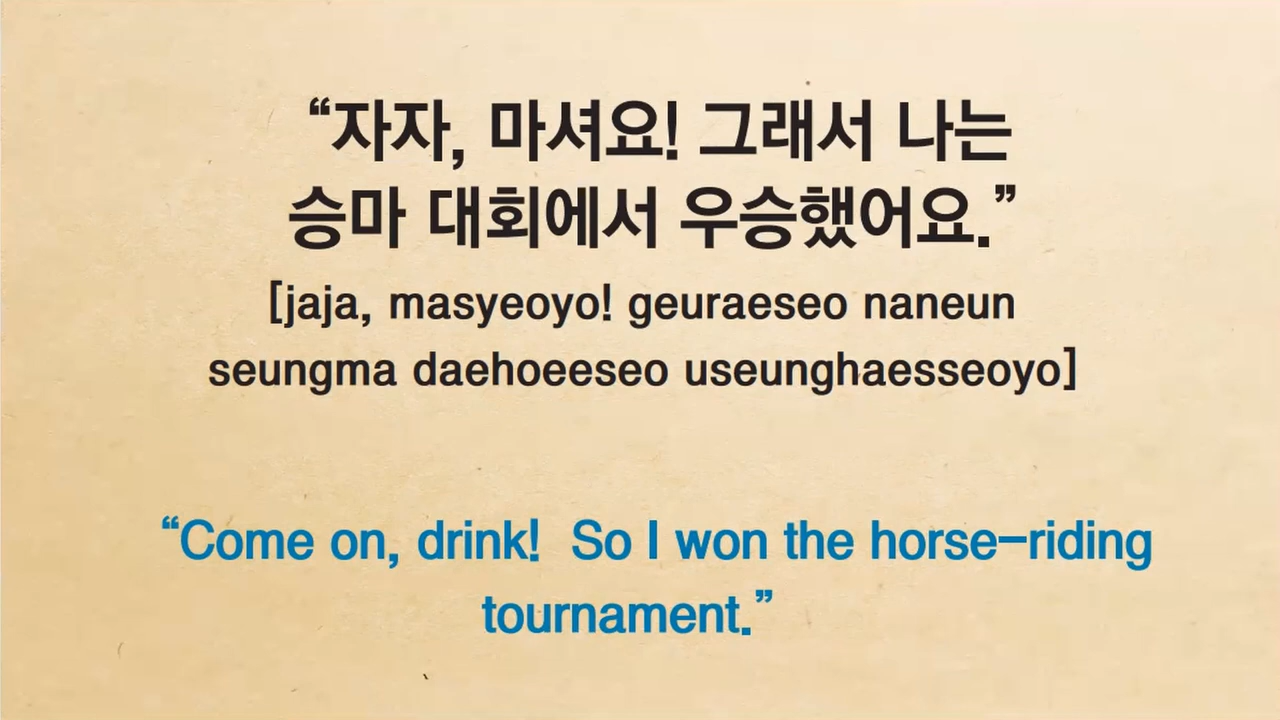 “자자, 마셔요! 그래서 나는
승마 대회에서 우승했어요.”
[jaja, masyeoyo! geuraeseo naneun
seungma daehoeeseo useunghaesseoyo]
“Come on, drink!  So I won the horse-riding
tournament.”